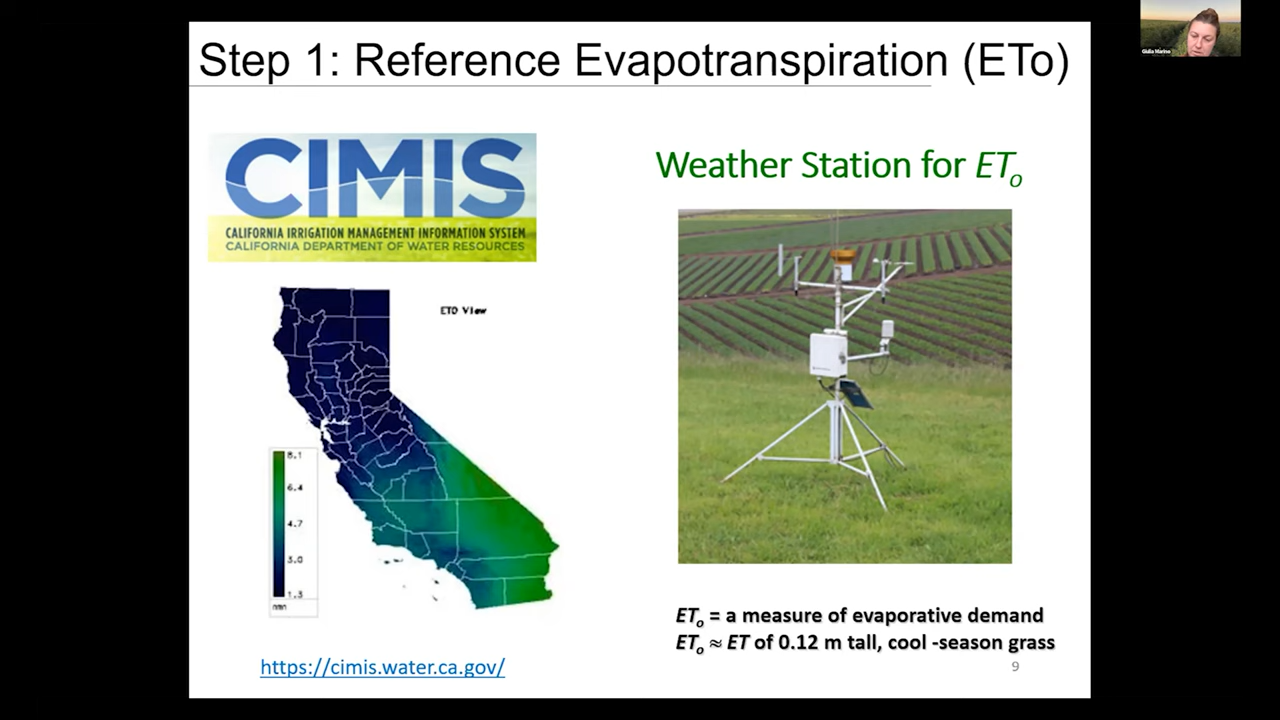 Step 1: Reference Evapotranspiration (ETo)
CIMIS
CALIFORNIA IRRIGATION MANAGEMENT INFORMATION SYSTEM
CALIFORNIA DEPARTMENT OF WATER RESOURCES
ETO View
8.1
6.4
4.7
3.0
1.3
mm
https://cimis.water.ca.gov/
Weather Station for ETo
ETo = a measure of evaporative demand
ETo ≈ ET of 0.12 m tall, cool -season grass
9